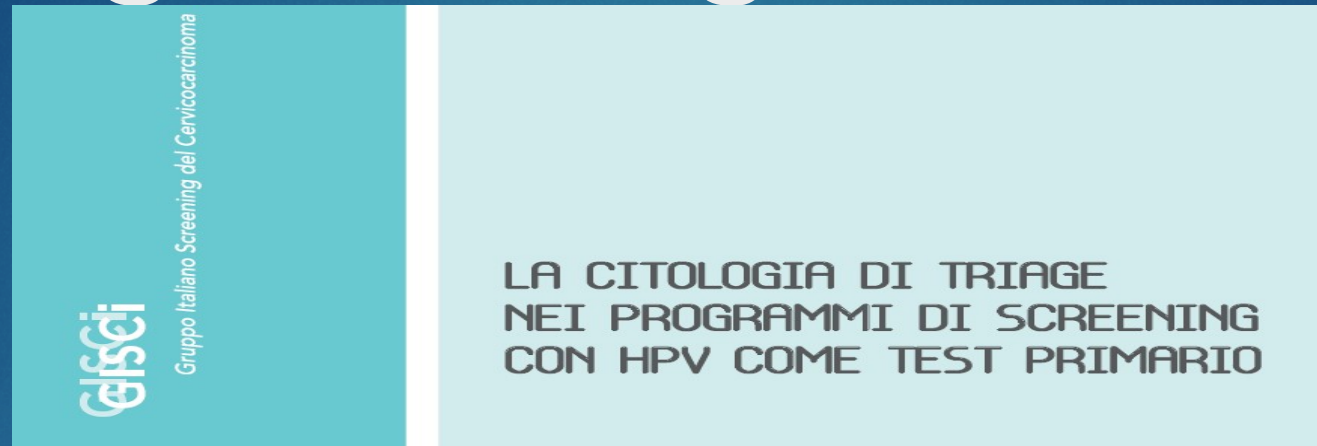 GISCi
Gruppo Italiano Screening del Cervicocarcinoma
LA CITOLOGIA DI TRIAGE
NEI PROGRAMMI DI SCREENING
CON HPV COME TEST PRIMARIO